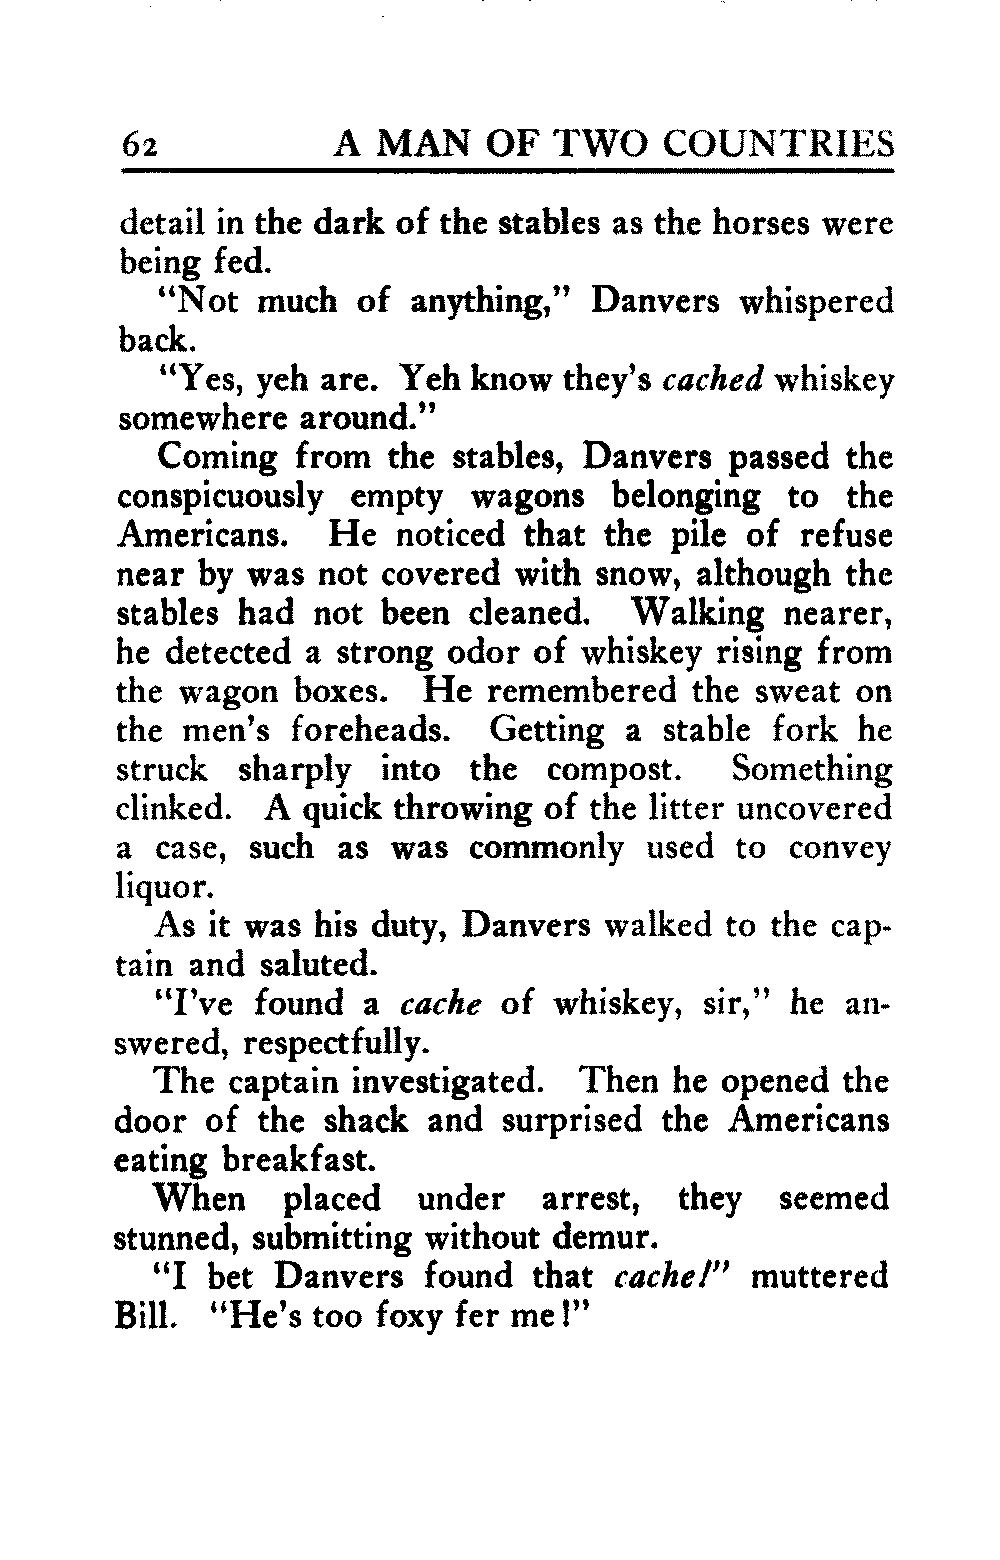 62 A MAN OF TWO COUNTRIES
detail in the dark of the stables as the horses were
being fed.
“Not much of anything,” Danvers whispered
back.
“Yes, yeh are. Yeh know they’s cached whiskey
somewhere around.”
Coming from the stables, Danvers passed the
conspicuously empty wagons belonging to the
Americans. He noticed that the pile of refuse
near by was not covered with snow, although the
stables had not been cleaned. Walking nearer,
he detected a strong odor of whiskey rising from
the wagon boxes. He remembered the sweat on
the men’s foreheads. Getting a stable fork he
struck sharply into the compost. Something
clinked. A quick throwing of the litter uncovered
a case, such as was commonly used to convey
liquor.
As it was his duty, Danvers walked to the cap-
tain and saluted.
“I’ve found a cache of whiskey, sir,” he an-
swered, respectfully.
The captain investigated. Then he opened the
door of the shack and surprised the Americans
eating breakfast.
When placed under arrest, they seemed
stunned, submitting without demur.
“I bet Danvers found that cache!” muttered
Bill. “He’s too foxy fer me!”